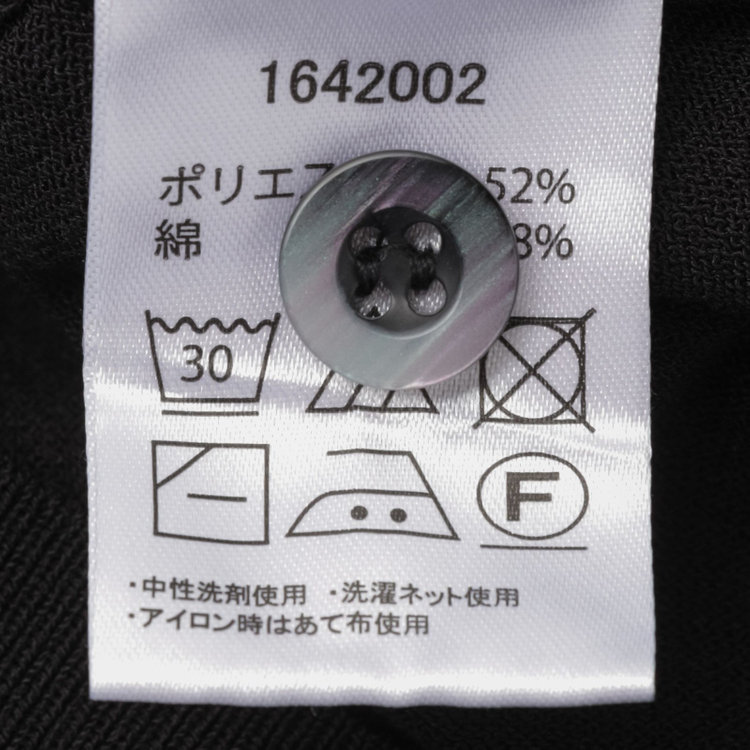 1642002
ポリエス 52%
綿 8%
30
F
・中性洗剤使用 ・洗濯ネット使用
・アイロン時はあて布使用